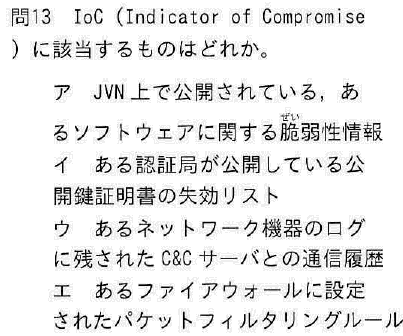 問13 IoC (Indicator of Compromise
) に該当するものはどれか。
ア JVN上で公開されている, あ
るソフトウェアに関する脆弱性情報
イ ある認証局が公開している公
開鍵証明書の失効リスト
ウ あるネットワーク機器のログ
に残されたC&Cサーバとの通信履歴
エ あるファイアウォールに設定
されたパケットフィルタリングルール